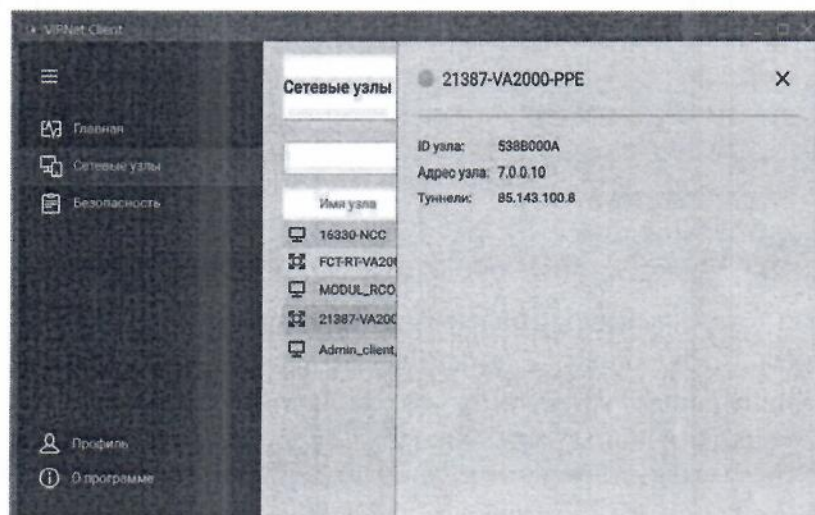 ViPNet Client
Главная
Сетевые узлы
Безопасность
Профиль
О программе
Сетевые узлы
Имя узла
16330-NCC
FCT-RT-VA20
MODUL_RCO
21387-VA200
Admin_client_
21387-VA2000-PPE
ID узла: 538B000A
Адрес узла: 7.0.0.10
Туннели: 85.143.100.8